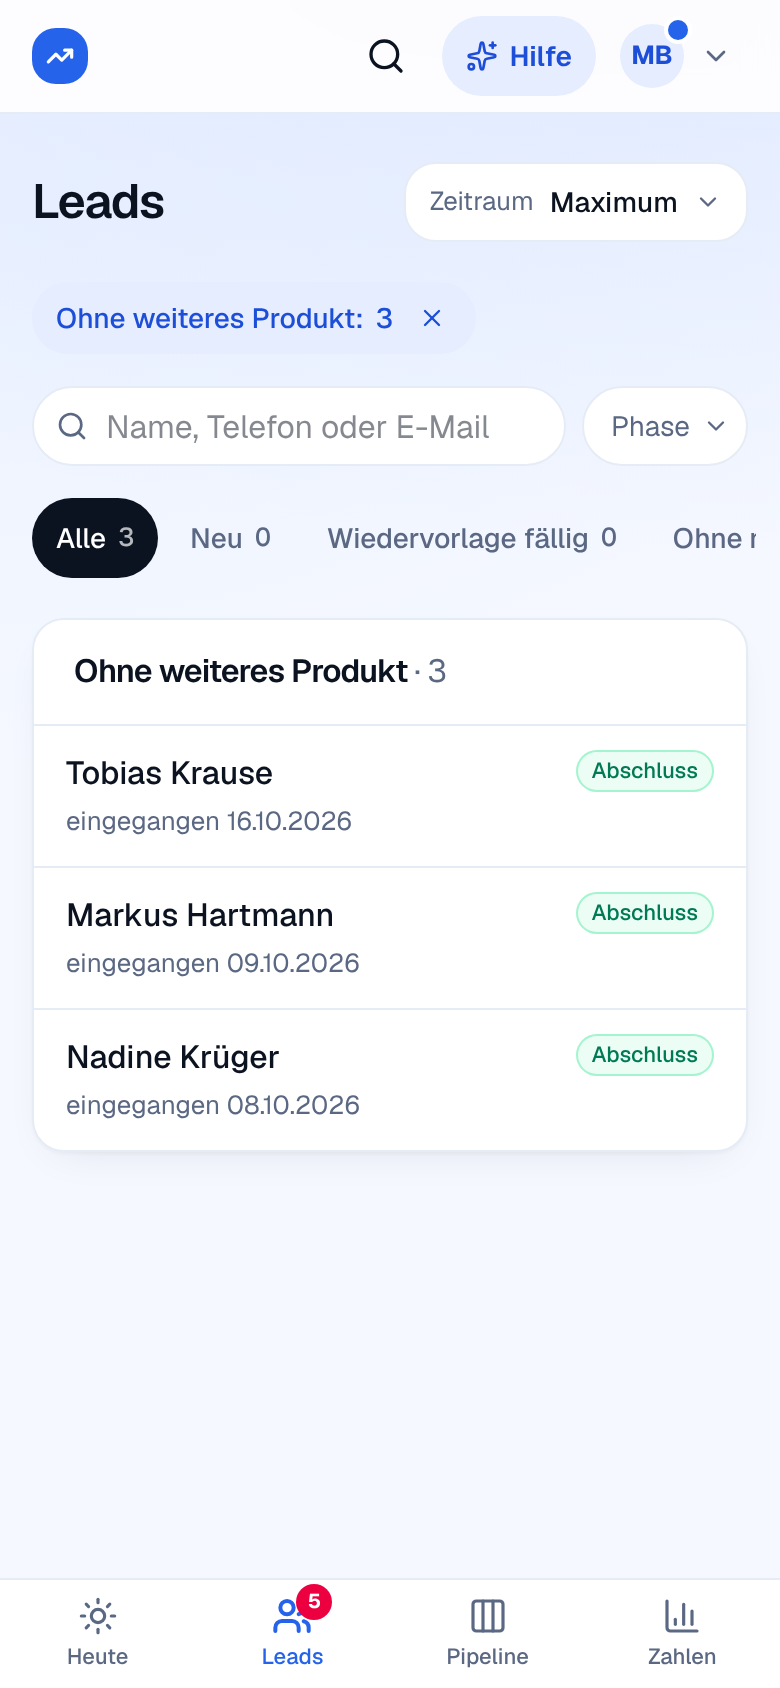 Hilfe MB
Leads Zeitraum Maximum
Ohne weiteres Produkt: 3
Name, Telefon oder E-Mail Phase
Alle 3 Neu 0 Wiedervorlage fällig 0 Ohne
Ohne weiteres Produkt · 3
Tobias Krause Abschluss
eingegangen 16.10.2026
Markus Hartmann Abschluss
eingegangen 09.10.2026
Nadine Krüger Abschluss
eingegangen 08.10.2026
5
Heute Leads Pipeline Zahlen